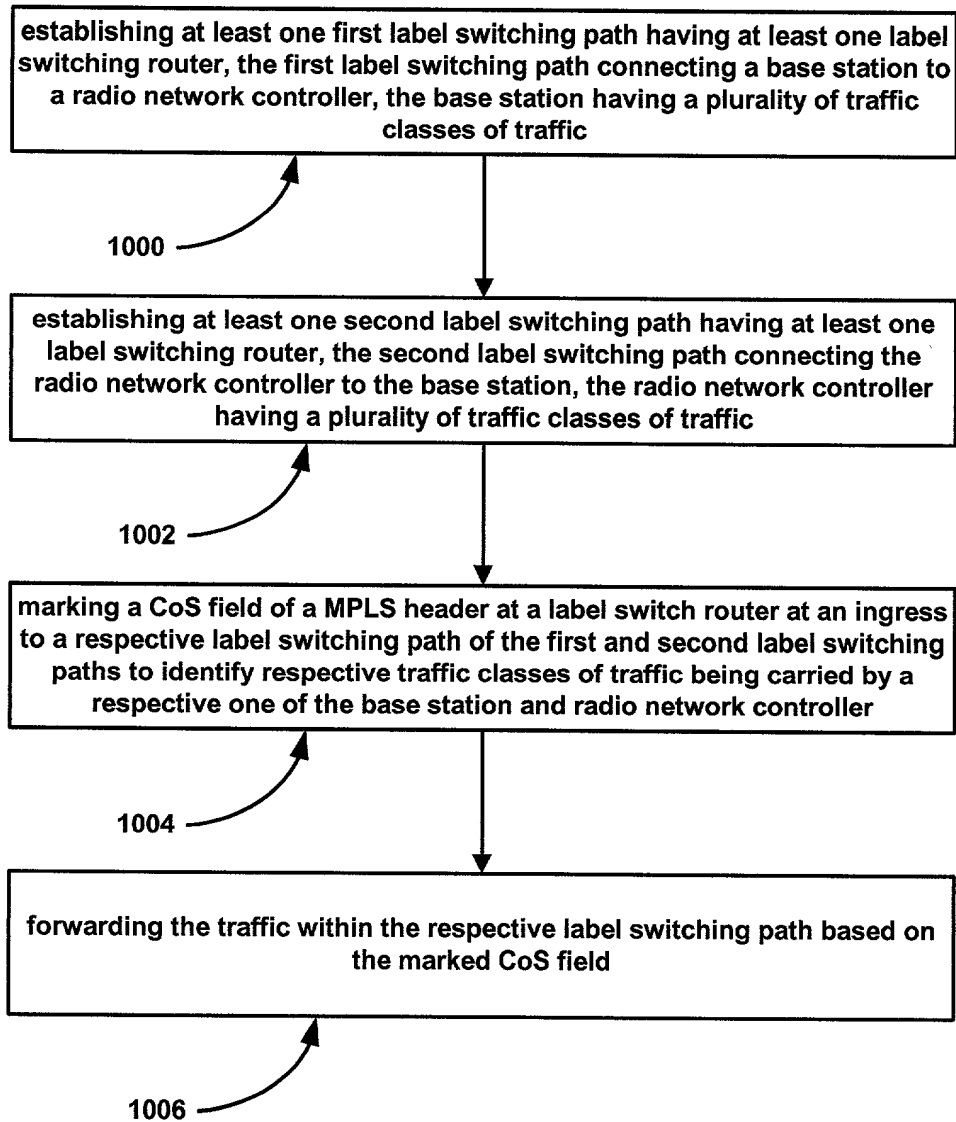 establishing at least one first label switching path having at least one label
switching router, the first label switching path connecting a base station to
a radio network controller, the base station having a plurality of traffic
classes of traffic
1000
establishing at least one second label switching path having at least one
label switching router, the second label switching path connecting the
radio network controller to the base station, the radio network controller
having a plurality of traffic classes of traffic
1002
marking a CoS field of a MPLS header at a label switch router at an ingress
to a respective label switching path of the first and second label switching
paths to identify respective traffic classes of traffic being carried by a
respective one of the base station and radio network controller
1004
forwarding the traffic within the respective label switching path based on
the marked CoS field
1006